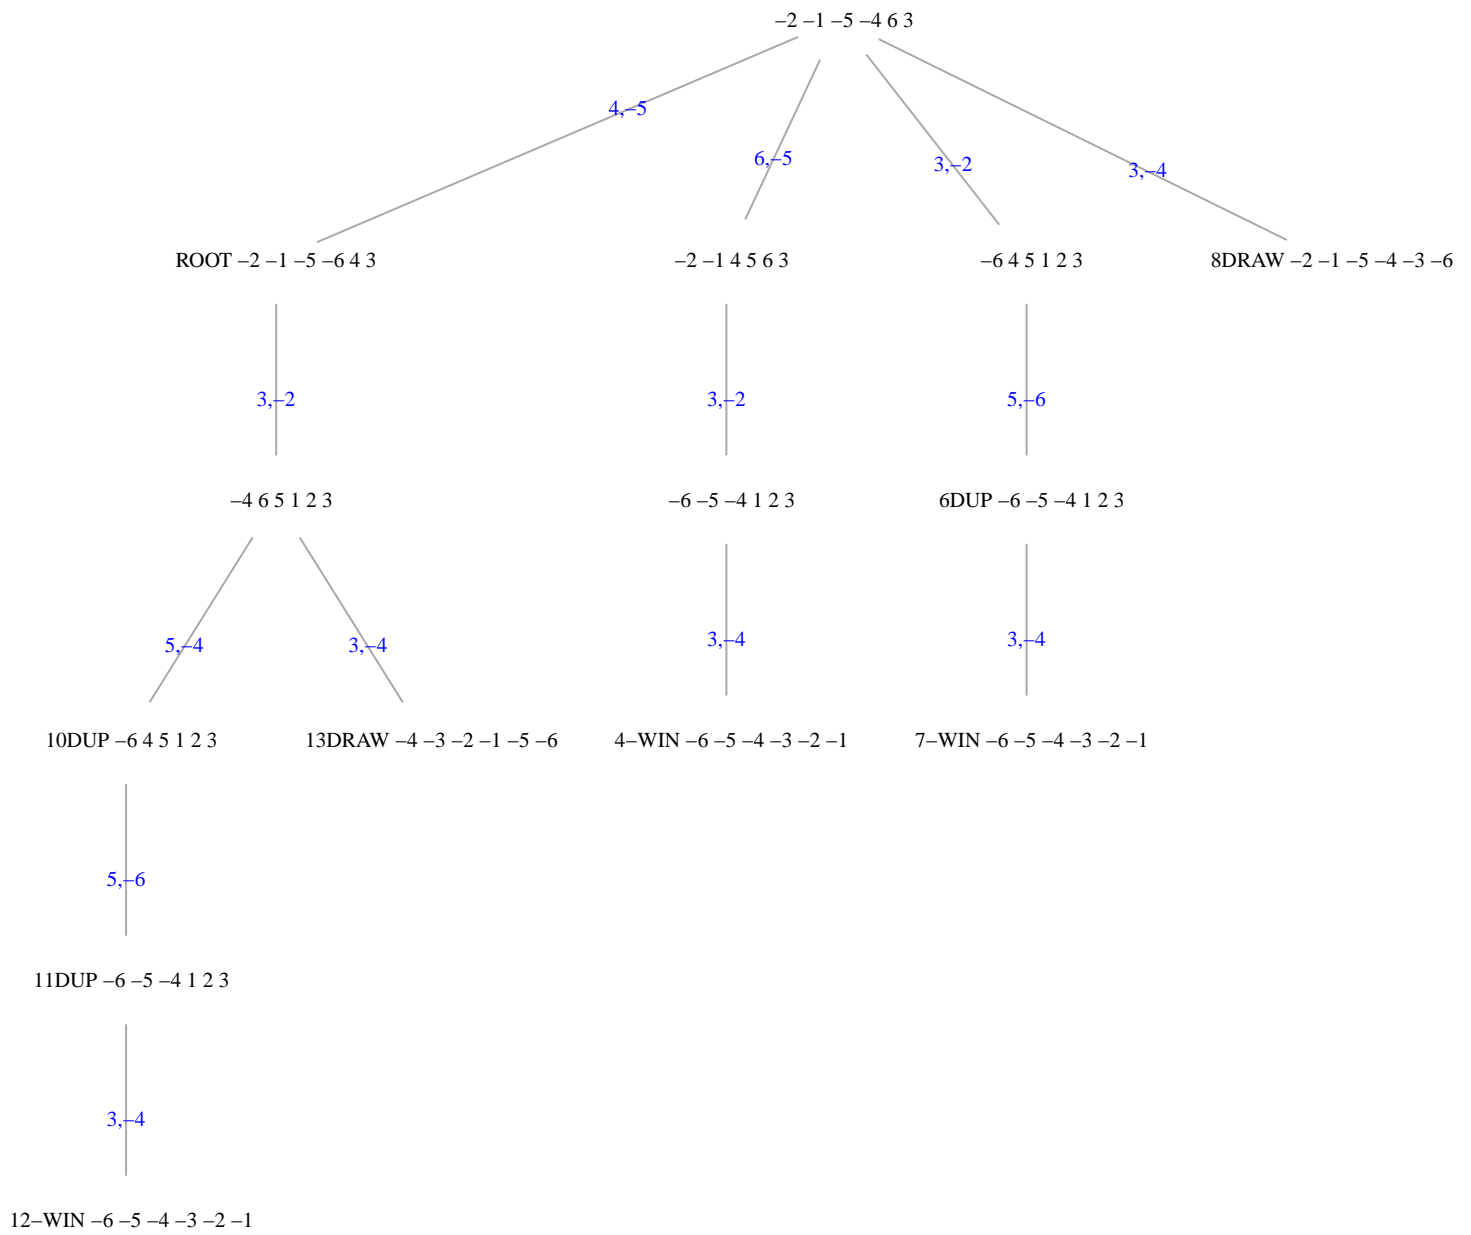 −2 −1 −5 −4 6 3
4,−5
6,−5
3,−2
3,−4
ROOT −2 −1 −5 −6 4 3
−2 −1 4 5 6 3
−6 4 5 1 2 3
8DRAW −2 −1 −5 −4 −3 −6
3,−2
3,−2
5,−6
−4 6 5 1 2 3
−6 −5 −4 1 2 3
6DUP −6 −5 −4 1 2 3
5,−4
3,−4
3,−4
3,−4
10DUP −6 4 5 1 2 3
13DRAW −4 −3 −2 −1 −5 −6
4−WIN −6 −5 −4 −3 −2 −1
7−WIN −6 −5 −4 −3 −2 −1
5,−6
11DUP −6 −5 −4 1 2 3
3,−4
12−WIN −6 −5 −4 −3 −2 −1